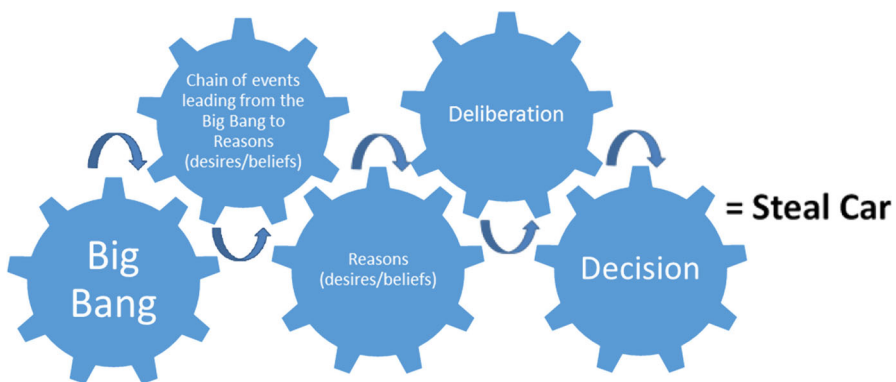 Big
Bang
Chain of events
leading from the
Big Bang to
Reasons
(desires/beliefs)
Reasons
(desires/beliefs)
Deliberation
Decision
= Steal Car